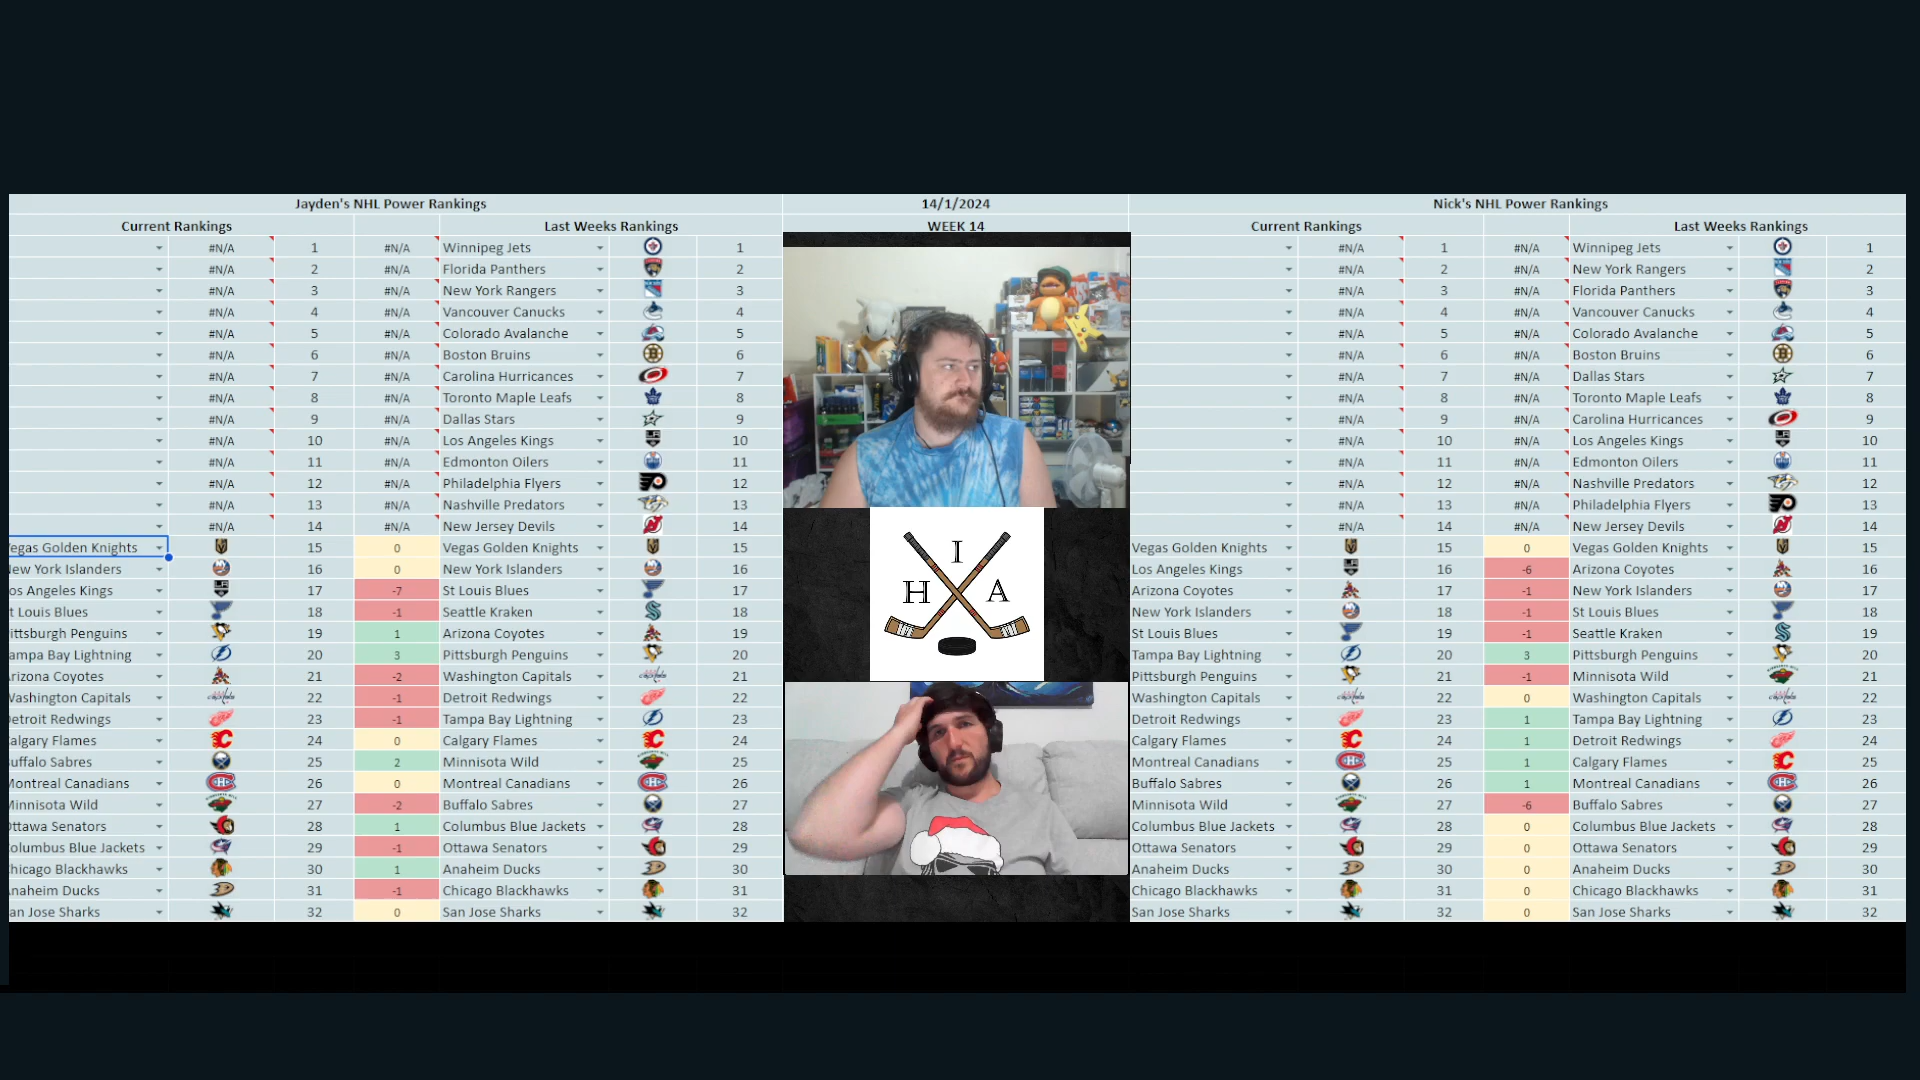 Jayden's NHL Power Rankings 14/1/2024 Nick's NHL Power Rankings
Current Rankings Last Weeks Rankings WEEK 14 Current Rankings Last Weeks Rankings
#N/A 1 #N/A Winnipeg Jets 1 #N/A 1 #N/A Winnipeg Jets 1
#N/A 2 #N/A Florida Panthers 2 #N/A 2 #N/A New York Rangers 2
#N/A 3 #N/A New York Rangers 3 #N/A 3 #N/A Florida Panthers 3
#N/A 4 #N/A Vancouver Canucks 4 #N/A 4 #N/A Vancouver Canucks 4
#N/A 5 #N/A Colorado Avalanche 5 #N/A 5 #N/A Colorado Avalanche 5
#N/A 6 #N/A Boston Bruins 6 #N/A 6 #N/A Boston Bruins 6
#N/A 7 #N/A Carolina Hurricances 7 #N/A 7 #N/A Dallas Stars 7
#N/A 8 #N/A Toronto Maple Leafs 8 #N/A 8 #N/A Toronto Maple Leafs 8
#N/A 9 #N/A Dallas Stars 9 #N/A 9 #N/A Carolina Hurricances 9
#N/A 10 #N/A Los Angeles Kings 10 #N/A 10 #N/A Los Angeles Kings 10
#N/A 11 #N/A Edmonton Oilers 11 #N/A 11 #N/A Edmonton Oilers 11
#N/A 12 #N/A Philadelphia Flyers 12 #N/A 12 #N/A Nashville Predators 12
#N/A 13 #N/A Nashville Predators 13 #N/A 13 #N/A Philadelphia Flyers 13
#N/A 14 #N/A New Jersey Devils 14 #N/A 14 #N/A New Jersey Devils 14
egas Golden Knights 15 0 Vegas Golden Knights 15 I Vegas Golden Knights 15 0 Vegas Golden Knights 15
ew York Islanders 16 0 New York Islanders 16 Los Angeles Kings 16 -6 Arizona Coyotes 16
os Angeles Kings 17 -7 St Louis Blues 17 H A Arizona Coyotes 17 -1 New York Islanders 17
t Louis Blues 18 -1 Seattle Kraken 18 New York Islanders 18 -1 St Louis Blues 18
ittsburgh Penguins 19 1 Arizona Coyotes 19 St Louis Blues 19 -1 Seattle Kraken 19
ampa Bay Lightning 20 3 Pittsburgh Penguins 20 Tampa Bay Lightning 20 3 Pittsburgh Penguins 20
rizona Coyotes 21 -2 Washington Capitals 21 Pittsburgh Penguins 21 -1 Minnisota Wild 21
Washington Capitals 22 -1 Detroit Redwings 22 Washington Capitals 22 0 Washington Capitals 22
etroit Redwings 23 -1 Tampa Bay Lightning 23 Detroit Redwings 23 1 Tampa Bay Lightning 23
algary Flames 24 0 Calgary Flames 24 Calgary Flames 24 1 Detroit Redwings 24
uffalo Sabres 25 2 Minnisota Wild 25 Montreal Canadians 25 1 Calgary Flames 25
Montreal Canadians 26 0 Montreal Canadians 26 Buffalo Sabres 26 1 Montreal Canadians 26
Minnisota Wild 27 -2 Buffalo Sabres 27 Minnisota Wild 27 -6 Buffalo Sabres 27
ttawa Senators 28 1 Columbus Blue Jackets 28 Columbus Blue Jackets 28 0 Columbus Blue Jackets 28
olumbus Blue Jackets 29 -1 Ottawa Senators 29 Ottawa Senators 29 0 Ottawa Senators 29
hicago Blackhawks 30 1 Anaheim Ducks 30 Anaheim Ducks 30 0 Anaheim Ducks 30
naheim Ducks 31 -1 Chicago Blackhawks 31 Chicago Blackhawks 31 0 Chicago Blackhawks 31
an Jose Sharks 32 0 San Jose Sharks 32 San Jose Sharks 32 0 San Jose Sharks 32